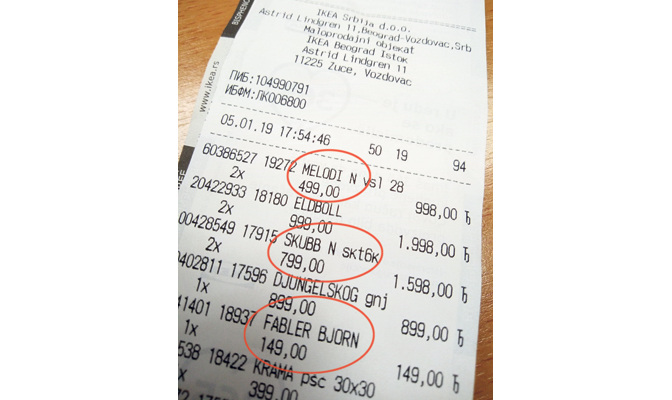 www.ikea.rs
IKEA Srbija d.o.o.
Astrid Lindgren 11,Beograd-Vozdovac,Srb
Maloprodajni objekat
IKEA Beograd Istok
Astrid Lindgren 11
11225 Zuce, Vozdovac
ПИБ:104990791
ИБФМ:ЛК006800
05.01.19 17:54:46 50 19 94
60386527 19272 MELODI N vsl 28
2x 499,00 998,00 Ђ
20422933 18180 ELDBOLL
2x 999,00 1.998,00 Ђ
00428549 17915 SKUBB N skt6k
2x 799,00 1.598,00 Ђ
0402811 17596 DJUNGELSKOG gnj
1x 899,00 899,00 Ђ
41401 18937 FABLER BJORN
1x 149,00 149,00 Ђ
538 18422 KRAMA psc 30x30
399,00